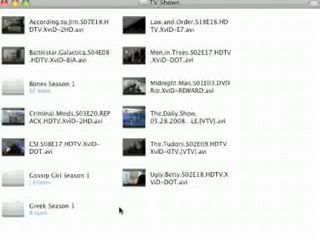 TV Shows
According.to.Jim.S07E18.H
DTV.XviD-2HD.avi
Law.and.Order.S18E18.HD
TV.XviD-E7.avi
Battlestar.Galactica.S04E08
.HDTV.XviD-BiA.avi
Men.in.Trees.S02E17.HDTV
.XviD-DOT.avi
Bones Season 1
Midnight.Man.S01E03.DVD
Rip.XviD-REWARD.avi
Criminal.Minds.S03E20.REP
ACK.HDTV.XviD-2HD.avi
The.Daily.Show.
05.28.2008...LE.[VTV].avi
CSI.S08E17.HDTV.XviD-
DOT.avi
The.Tudors.S02E09.HDTV
.XviD-0TV.[VTV].avi
Gossip Girl Season 1
Ugly.Betty.S02E18.HDTV.X
viD-DOT.avi
Greek Season 1